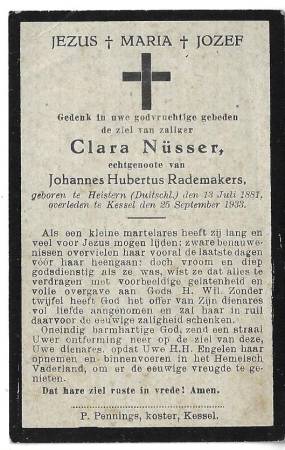 JEZUS † MARIA † JOZEF
Gedenk in uwe godvruchtige gebeden
de ziel van zaliger
Clara Nüsser,
echtgenoote van
Johannes Hubertus Rademakers,
geboren te Heistern (Duitschl.) den 13 Juli 1881,
overleden te Kessel den 25 September 1933.
Als een kleine martelares heeft zij lang en
veel voor Jezus mogen lijden; zware benauwe-
nissen overvielen haar vooral de laatste dagen
vóór haar heengaan: doch vroom en diep
godsdienstig als ze was, wist ze dat alles te
verdragen met voorbeeldige gelatenheid en
volle overgave aan Gods H. Wil. Zonder
twijfel heeft God het offer van Zijn dienares
vol liefde aangenomen en zal haar in ruil
daarvoor de eeuwige zaligheid schenken.
Oneindig barmhartige God, zend een straal
Uwer ontferming neer op de ziel van deze,
Uwe dienares, opdat Uwe H.H. Engelen haar
opnemen en binnenvoeren in het Hemelsch
Vaderland, om er de eeuwige vreugde te ge-
nieten.
Dat hare ziel ruste in vrede! Amen.
P. Pennings, koster, Kessel.